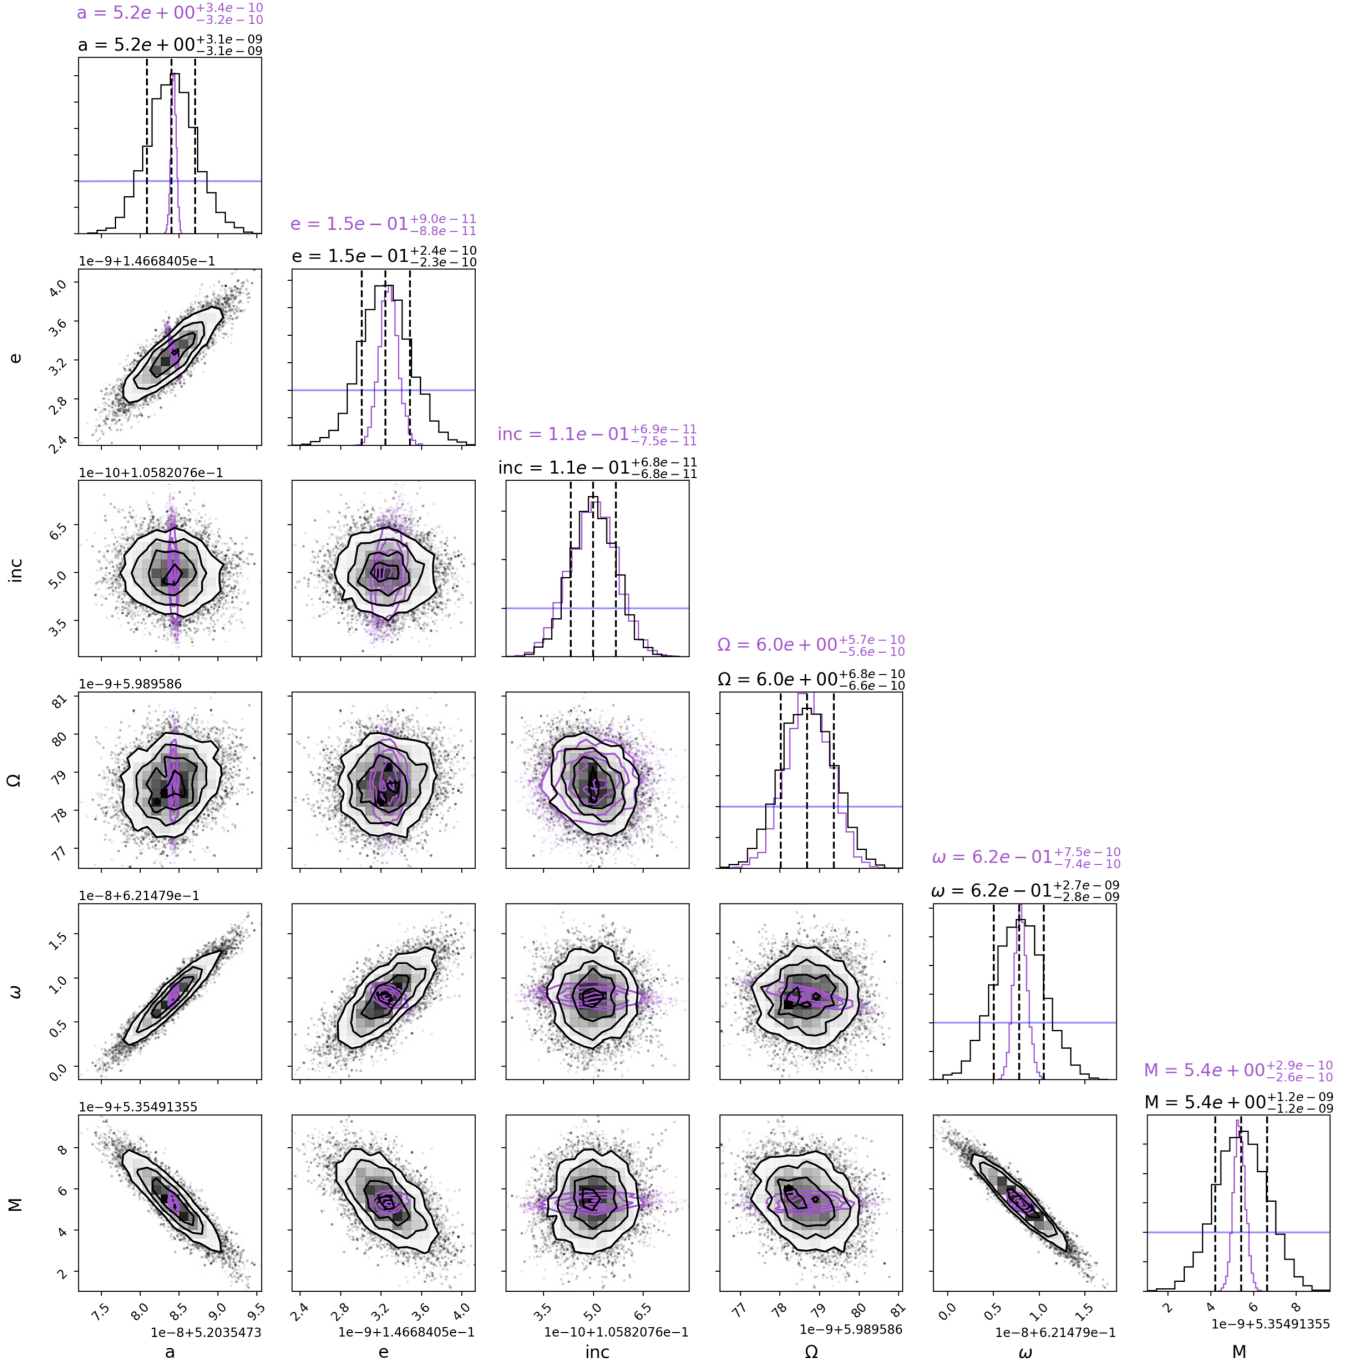 a = 5.2e + 00+3.4e − 10 −3.2e − 10
a = 5.2e + 00+3.1e − 09 −3.1e − 09
e = 1.5e − 01+9.0e − 11 −8.8e − 11
e = 1.5e − 01+2.4e − 10 −2.3e − 10
1e−9+1.4668405e−1
4.0
3.6
3.2
2.8
2.4
e
inc = 1.1e − 01+6.9e − 11 −7.5e − 11
inc = 1.1e − 01+6.8e − 11 −6.8e − 11
1e−10+1.0582076e−1
6.5
5.0
3.5
inc
Ω = 6.0e + 00+5.7e − 10 −5.6e − 10
Ω = 6.0e + 00+6.8e − 10 −6.6e − 10
1e−9+5.989586
81
80
79
78
77
Ω
ω = 6.2e − 01+7.5e − 10 −7.4e − 10
ω = 6.2e − 01+2.7e − 09 −2.8e − 09
1e−8+6.21479e−1
1.5
1.0
0.5
0.0
ω
M = 5.4e + 00+2.9e − 10 −2.6e − 10
M = 5.4e + 00+1.2e − 09 −1.2e − 09
1e−9+5.35491355
8
6
4
2
M
7.5 8.0 8.5 9.0 9.5
1e−8+5.2035473
a
2.4 2.8 3.2 3.6 4.0
1e−9+1.4668405e−1
e
3.5 5.0 6.5
1e−10+1.0582076e−1
inc
77 78 79 80 81
1e−9+5.989586
Ω
0.0 0.5 1.0 1.5
1e−8+6.21479e−1
ω
2 4 6 8
1e−9+5.35491355
M